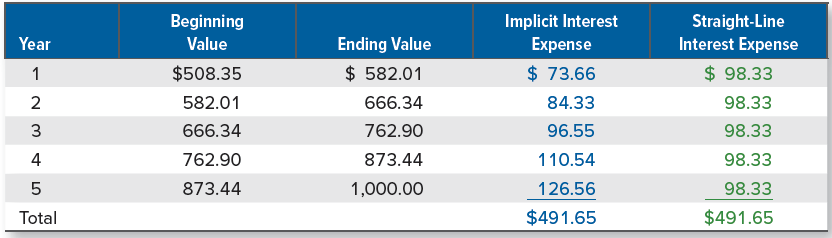 Beginning Implicit Interest Straight-Line
Year Value Ending Value Expense Interest Expense
1 $508.35 $ 582.01 $ 73.66 $ 98.33
2 582.01 666.34 84.33 98.33
3 666.34 762.90 96.55 98.33
4 762.90 873.44 110.54 98.33
5 873.44 1,000.00 126.56 98.33
Total $491.65 $491.65